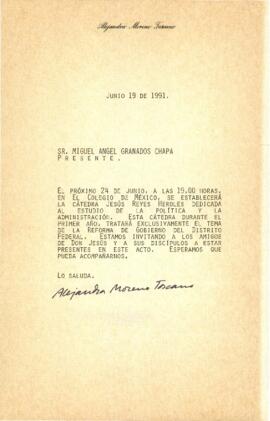 Alejandra Moreno Toscano
JUNIO 19 DE 1991.
SR. MIGUEL ANGEL GRANADOS CHAPA
P R E S E N T E .
EL PRÓXIMO 24 DE JUNIO, A LAS 19.00 HORAS,
EN EL COLEGIO DE MÉXICO, SE ESTABLECERÁ
LA CÁTEDRA JESÚS REYES HEROLES DEDICADA
AL ESTUDIO DE LA POLÍTICA Y LA
ADMINISTRACIÓN. ESTA CÁTEDRA DURANTE EL
PRIMER AÑO, TRATARÁ EXCLUSIVAMENTE EL TEMA
DE LA REFORMA DE GOBIERNO DEL DISTRITO
FEDERAL. ESTAMOS INVITANDO A LOS AMIGOS
DE DON JESÚS Y A SUS DISCÍPULOS A ESTAR
PRESENTES EN ESTE ACTO. ESPERAMOS QUE
PUEDA ACOMPAÑARNOS.
LO SALUDA,
Alejandra Moreno Toscano